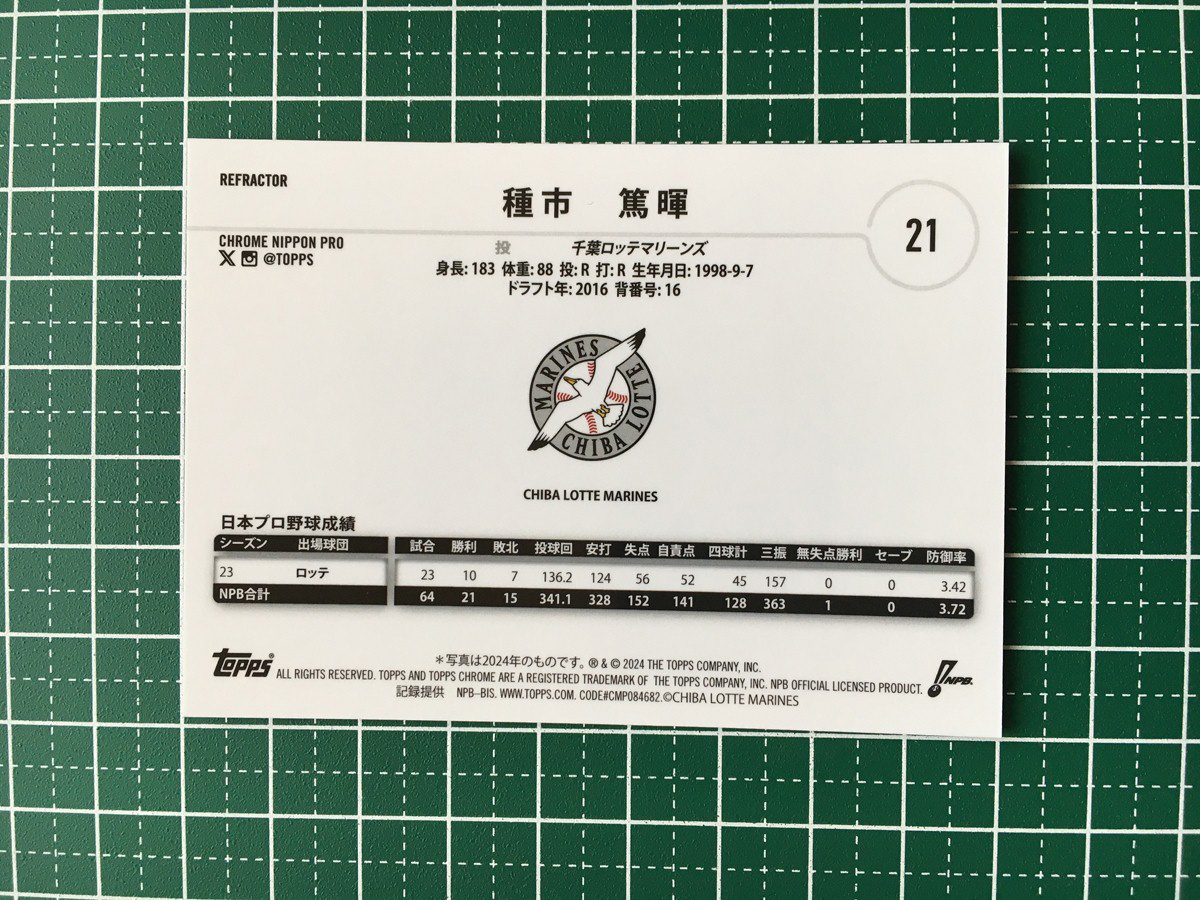 REFRACTOR
種市 篤暉
21
CHROME NIPPON PRO
@TOPPS
投 千葉ロッテマリーンズ
身長: 183 体重: 88 投: R 打: R 生年月日: 1998-9-7
ドラフト年: 2016 背番号: 16
MARINES
CHIBA LOTTE
CHIBA LOTTE MARINES
日本プロ野球成績
シーズン 出場球団 試合 勝利 敗北 投球回 安打 失点 自責点 四球計 三振 無失点勝利 セーブ 防御率
23 ロッテ 23 10 7 136.2 124 56 52 45 157 0 0 3.42
NPB合計 64 21 15 341.1 328 152 141 128 363 1 0 3.72
topps®
＊写真は2024年のものです。 ® & © 2024 THE TOPPS COMPANY, INC.
ALL RIGHTS RESERVED. TOPPS AND TOPPS CHROME ARE A REGISTERED TRADEMARK OF THE TOPPS COMPANY, INC. NPB OFFICIAL LICENSED PRODUCT.
記録提供 NPB-BIS. WWW.TOPPS.COM. CODE#CMP084682.©CHIBA LOTTE MARINES
NPB.